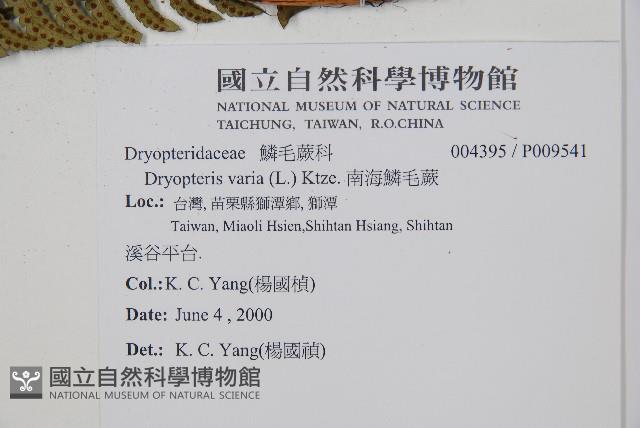 國立自然科學博物館
NATIONAL MUSEUM OF NATURAL SCIENCE
TAICHUNG, TAIWAN, R.O.CHINA
Dryopteridaceae 鱗毛蕨科 004395 / P009541
Dryopteris varia (L.) Ktze. 南海鱗毛蕨
Loc.: 台灣, 苗栗縣獅潭鄉, 獅潭
Taiwan, Miaoli Hsien,Shihtan Hsiang, Shihtan
溪谷平台.
Col.:K. C. Yang(楊國楨)
Date: June 4 , 2000
Det.: K. C. Yang(楊國禎)
國立自然科學博物館
NATIONAL MUSEUM OF NATURAL SCIENCE